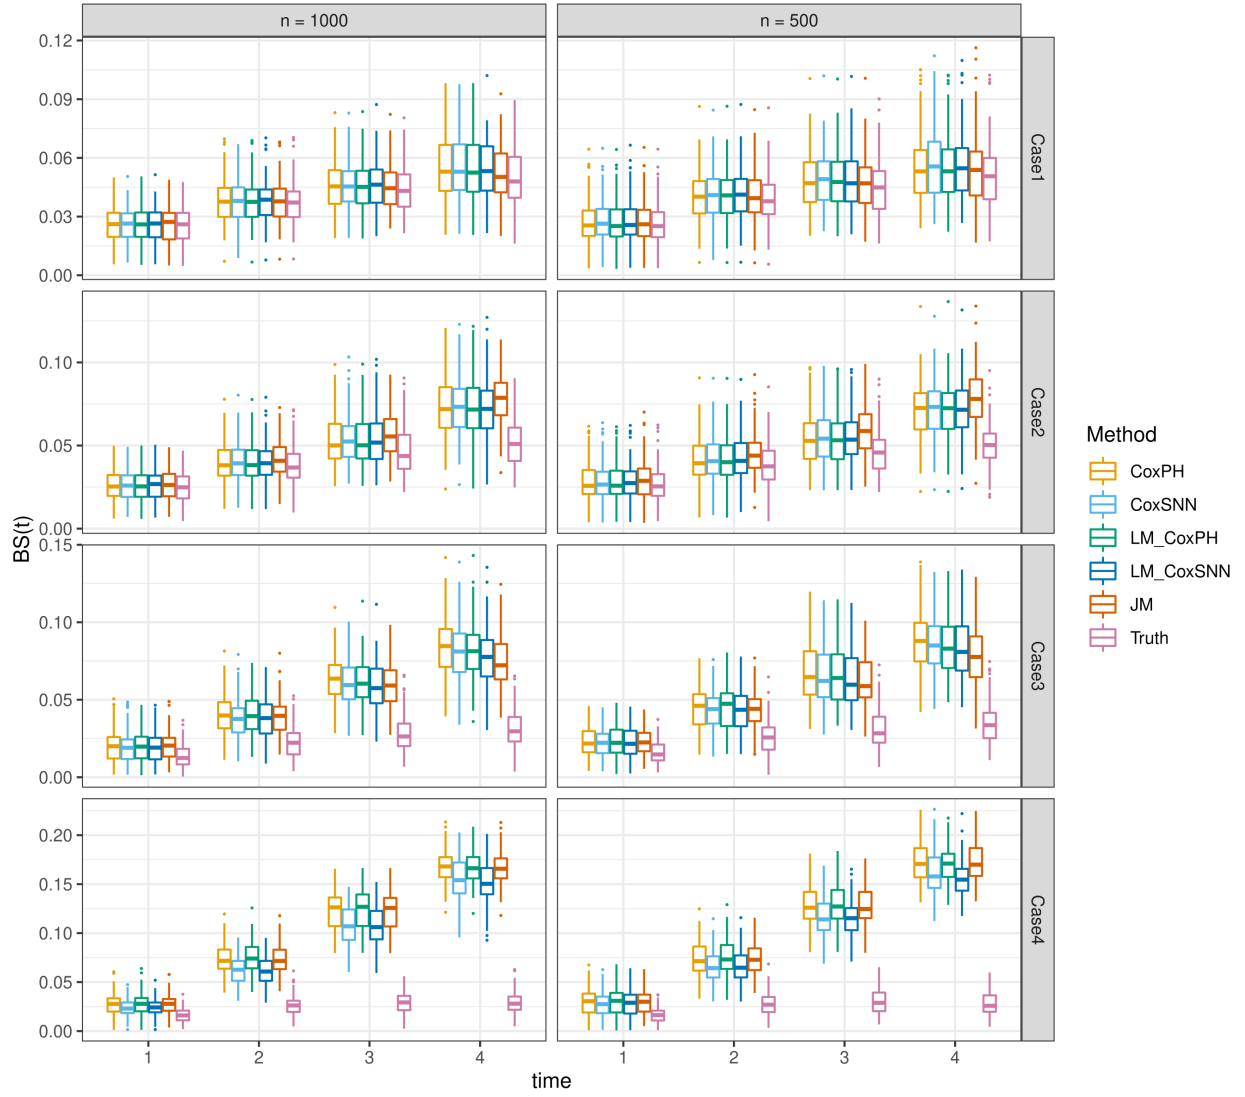 n = 1000
n = 500
0.12
0.09
0.06
0.03
0.00
Case1
0.10
0.05
0.00
Case2
0.15
0.10
0.05
0.00
Case3
0.20
0.15
0.10
0.05
0.00
Case4
1 2 3 4
1 2 3 4
time
BS(t)
Method
CoxPH
CoxSNN
LM_CoxPH
LM_CoxSNN
JM
Truth